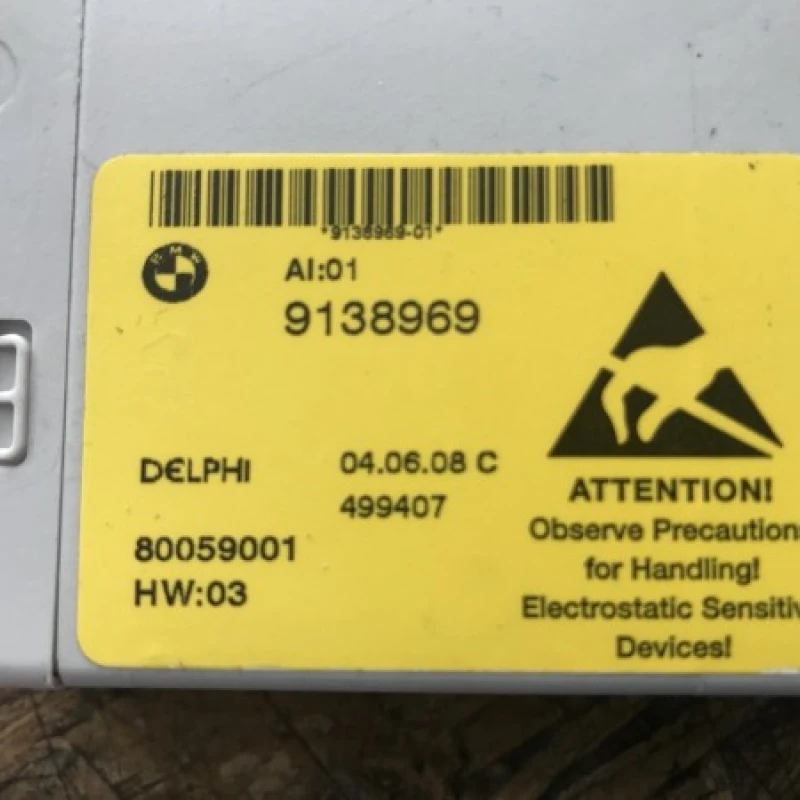 *9138969-01*
BMW
AI:01
9138969
DELPHI
04.06.08 C
499407
80059001
HW:03
ATTENTION!
Observe Precaution
for Handling!
Electrostatic Sensitiv
Devices!